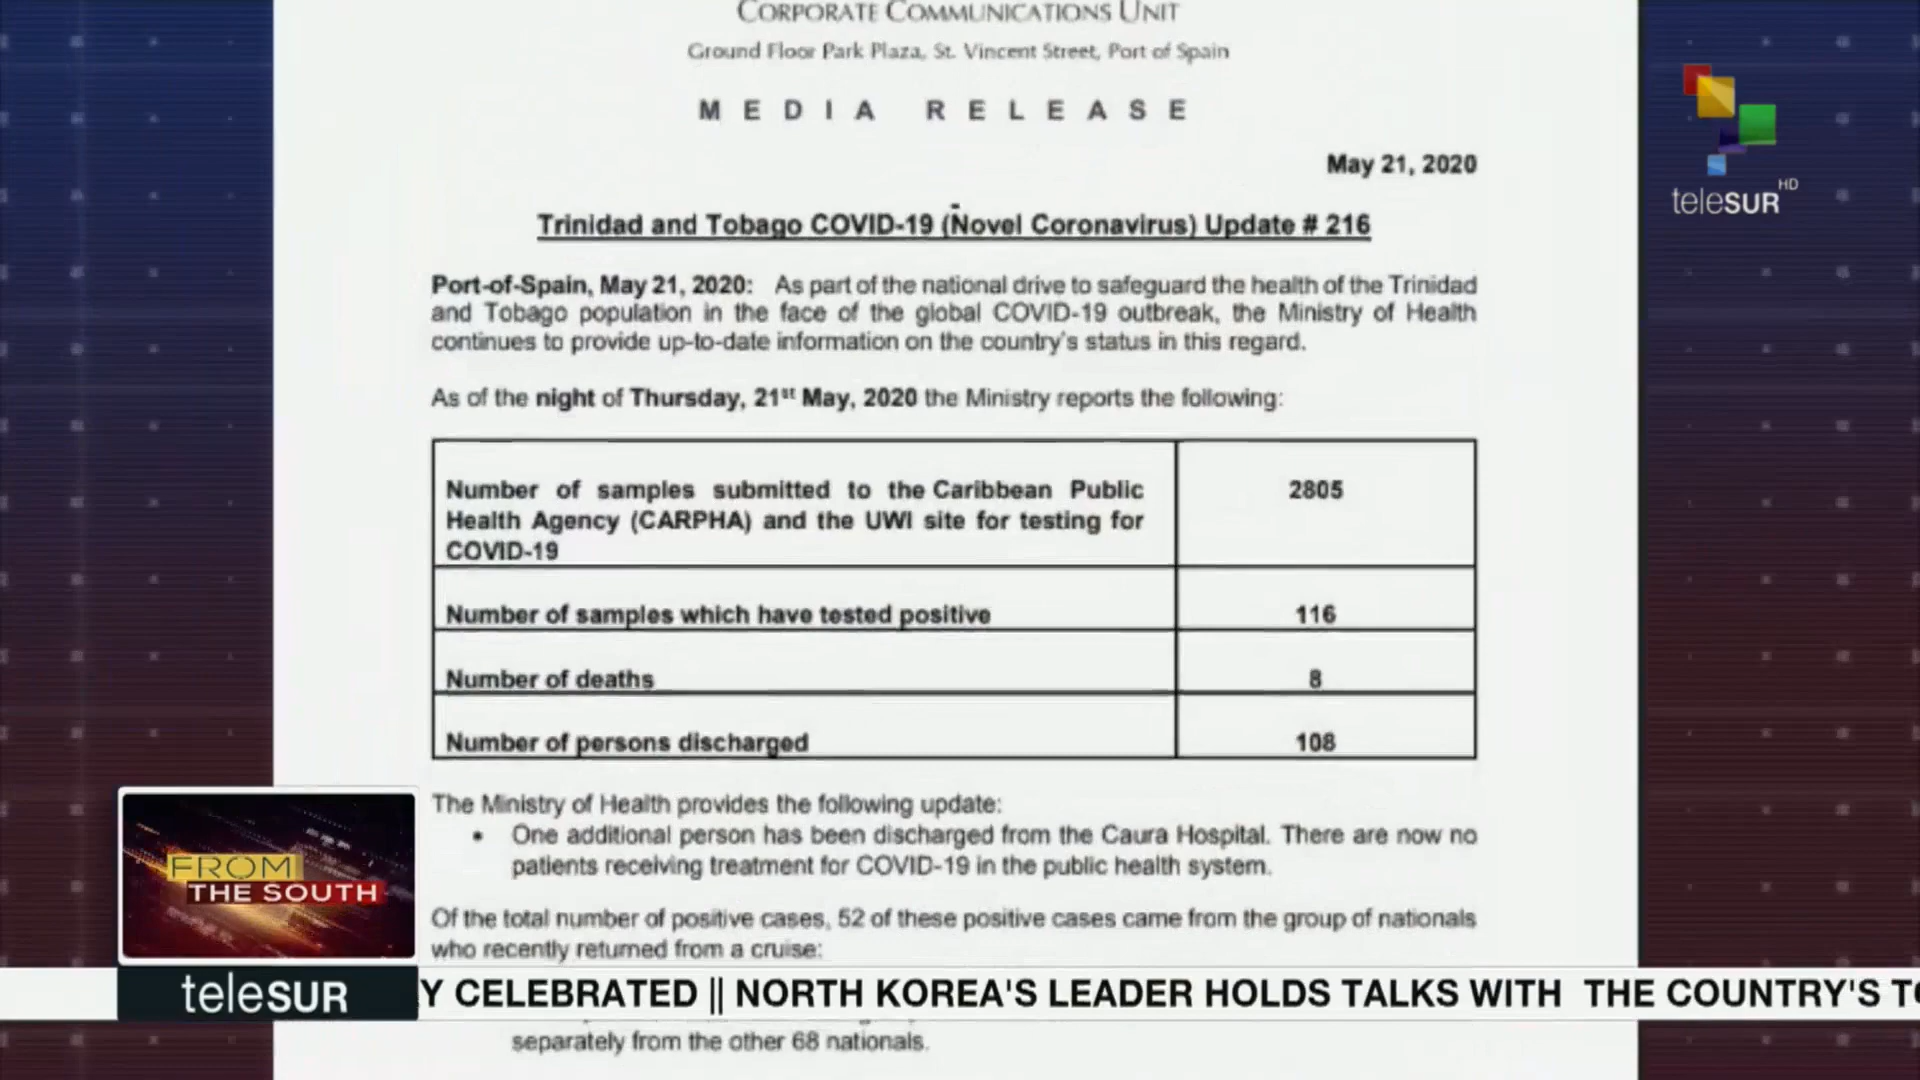 CORPORATE COMMUNICATIONS UNIT
Ground Floor Park Plaza, St. Vincent Street, Port of Spain
MEDIA RELEASE
May 21, 2020
Trinidad and Tobago COVID-19 (Novel Coronavirus) Update # 216
Port-of-Spain, May 21, 2020: As part of the national drive to safeguard the health of the Trinidad
and Tobago population in the face of the global COVID-19 outbreak, the Ministry of Health
continues to provide up-to-date information on the country's status in this regard.
As of the night of Thursday, 21st May, 2020 the Ministry reports the following:
Number of samples submitted to the Caribbean Public
Health Agency (CARPHA) and the UWI site for testing for
COVID-19
2805
Number of samples which have tested positive
116
Number of deaths
8
Number of persons discharged
108
The Ministry of Health provides the following update:
• One additional person has been discharged from the Caura Hospital. There are now no
patients receiving treatment for COVID-19 in the public health system.
Of the total number of positive cases, 52 of these positive cases came from the group of nationals
who recently returned from a cruise:
separately from the other 68 nationals.
teleSUR HD
FROM
THE SOUTH
teleSUR
Y CELEBRATED || NORTH KOREA'S LEADER HOLDS TALKS WITH THE COUNTRY'S